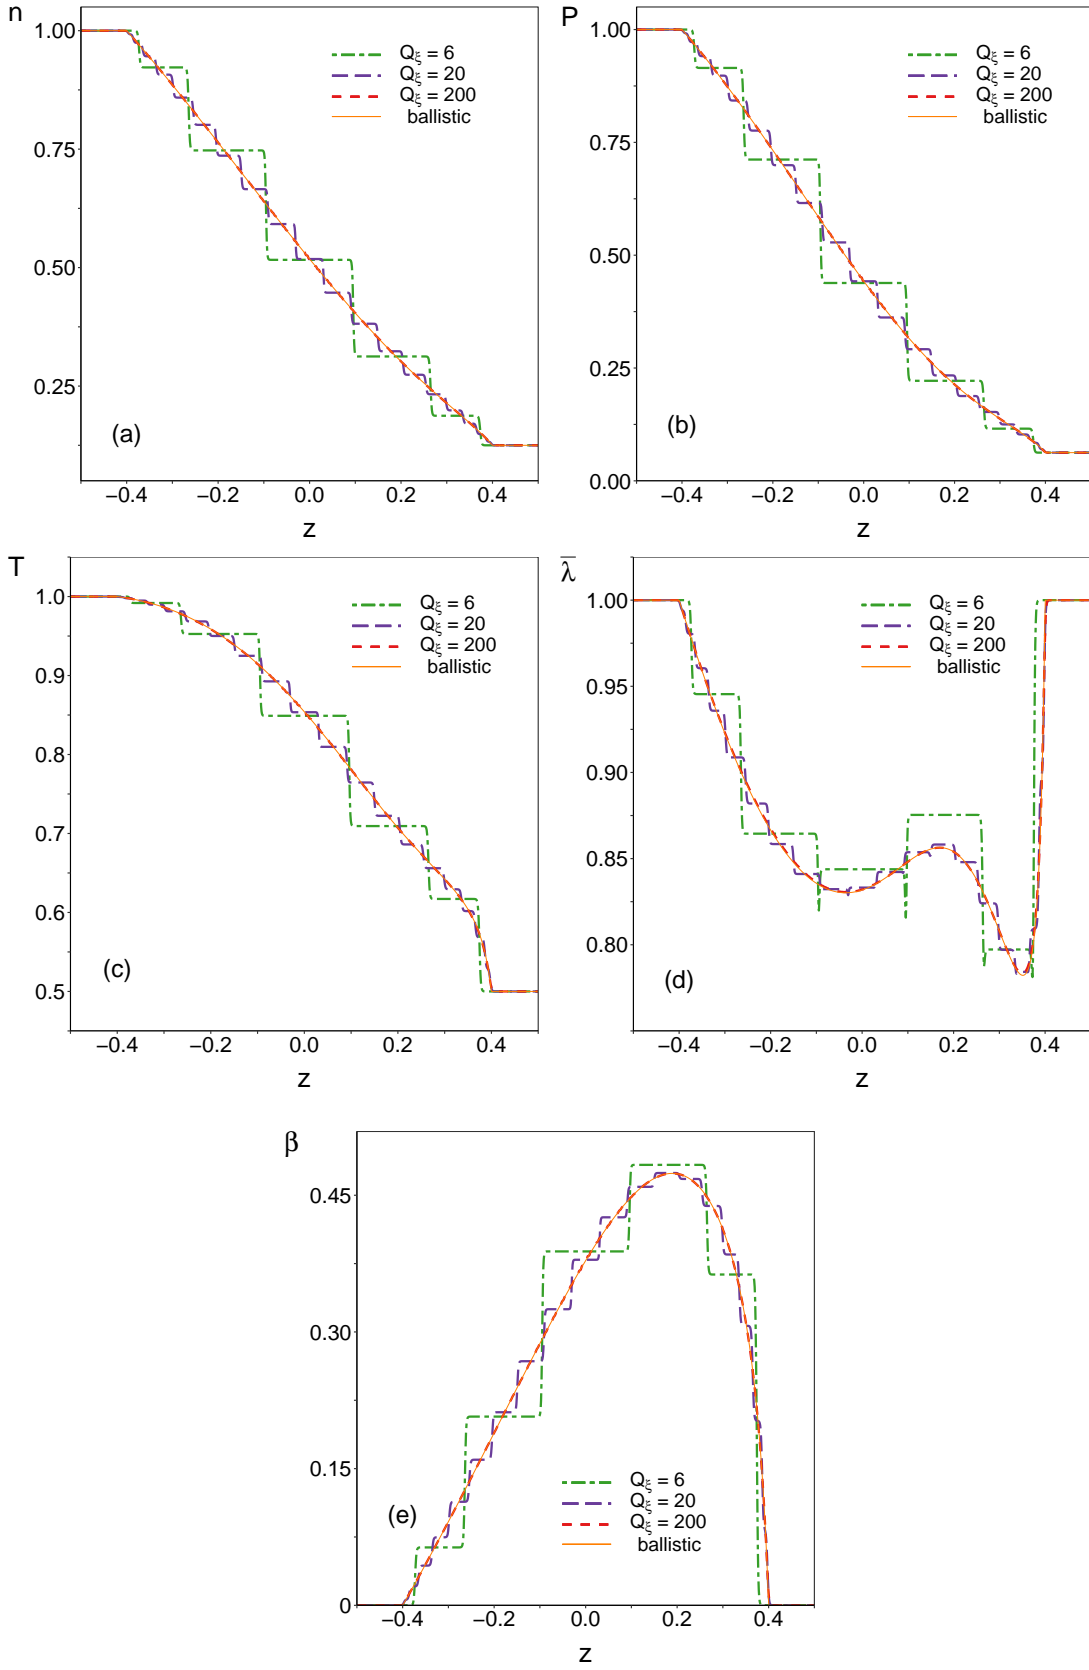 n
1.00
0.75
0.50
0.25
−0.4 −0.2 0.0 0.2 0.4
z
Qξ = 6
Qξ = 20
Qξ = 200
ballistic
(a)
P
1.00
0.75
0.50
0.25
0.00
−0.4 −0.2 0.0 0.2 0.4
z
Qξ = 6
Qξ = 20
Qξ = 200
ballistic
(b)
T
1.0
0.9
0.8
0.7
0.6
0.5
−0.4 −0.2 0.0 0.2 0.4
z
Qξ = 6
Qξ = 20
Qξ = 200
ballistic
(c)
λ̅
1.00
0.95
0.90
0.85
0.80
−0.4 −0.2 0.0 0.2 0.4
z
Qξ = 6
Qξ = 20
Qξ = 200
ballistic
(d)
β
0.45
0.30
0.15
0
−0.4 −0.2 0.0 0.2 0.4
z
Qξ = 6
Qξ = 20
Qξ = 200
ballistic
(e)